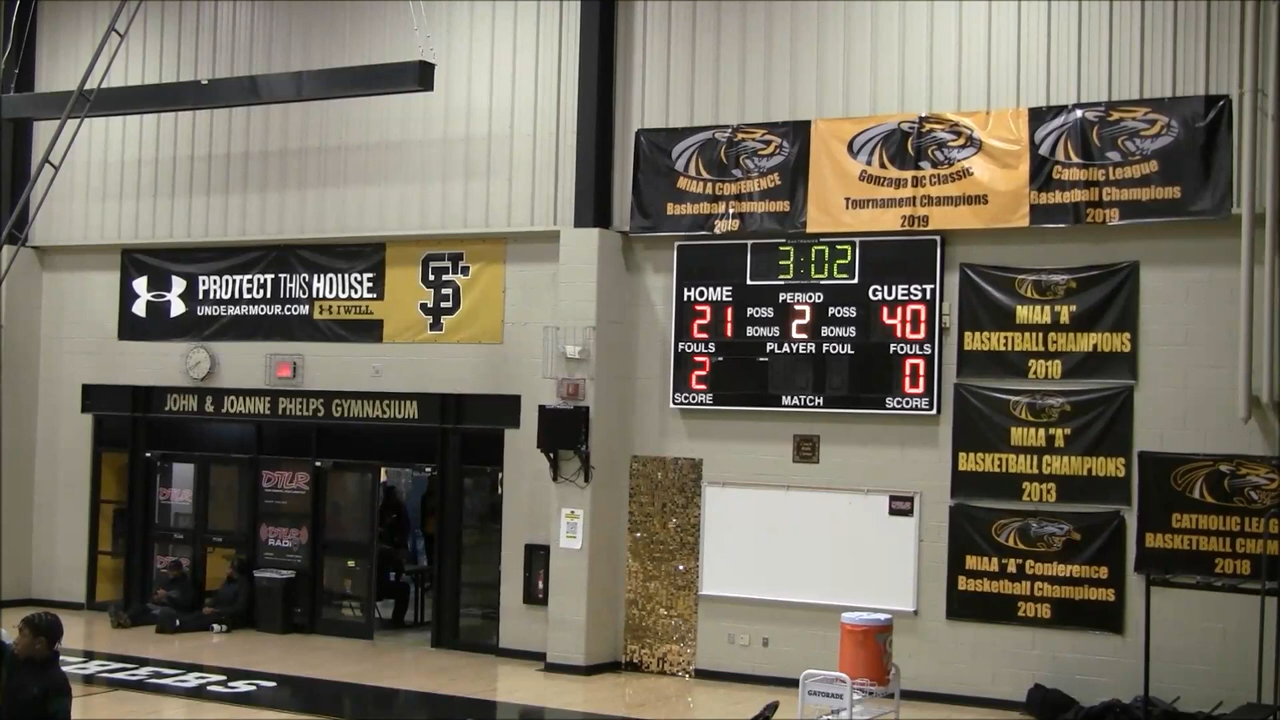 MIAA A CONFERENCE
Basketball Champions
2019
Gonzaga DC Classic
Tournament Champions
2019
Catholic League
Basketball Champions
2019
PROTECT THIS HOUSE.
UNDERARMOUR.COM I WILL.
SF
3:02
HOME PERIOD GUEST
21 POSS 2 POSS 40
BONUS BONUS
FOULS PLAYER FOUL FOULS
2 0
SCORE MATCH SCORE
MIAA "A"
BASKETBALL CHAMPIONS
2010
MIAA "A"
BASKETBALL CHAMPIONS
2013
MIAA "A" Conference
Basketball Champions
2016
CATHOLIC LEAG
BASKETBALL CHAM
2018
JOHN & JOANNE PHELPS GYMNASIUM
DTLR
DTLR
DTLR
RADIO
GATORADE